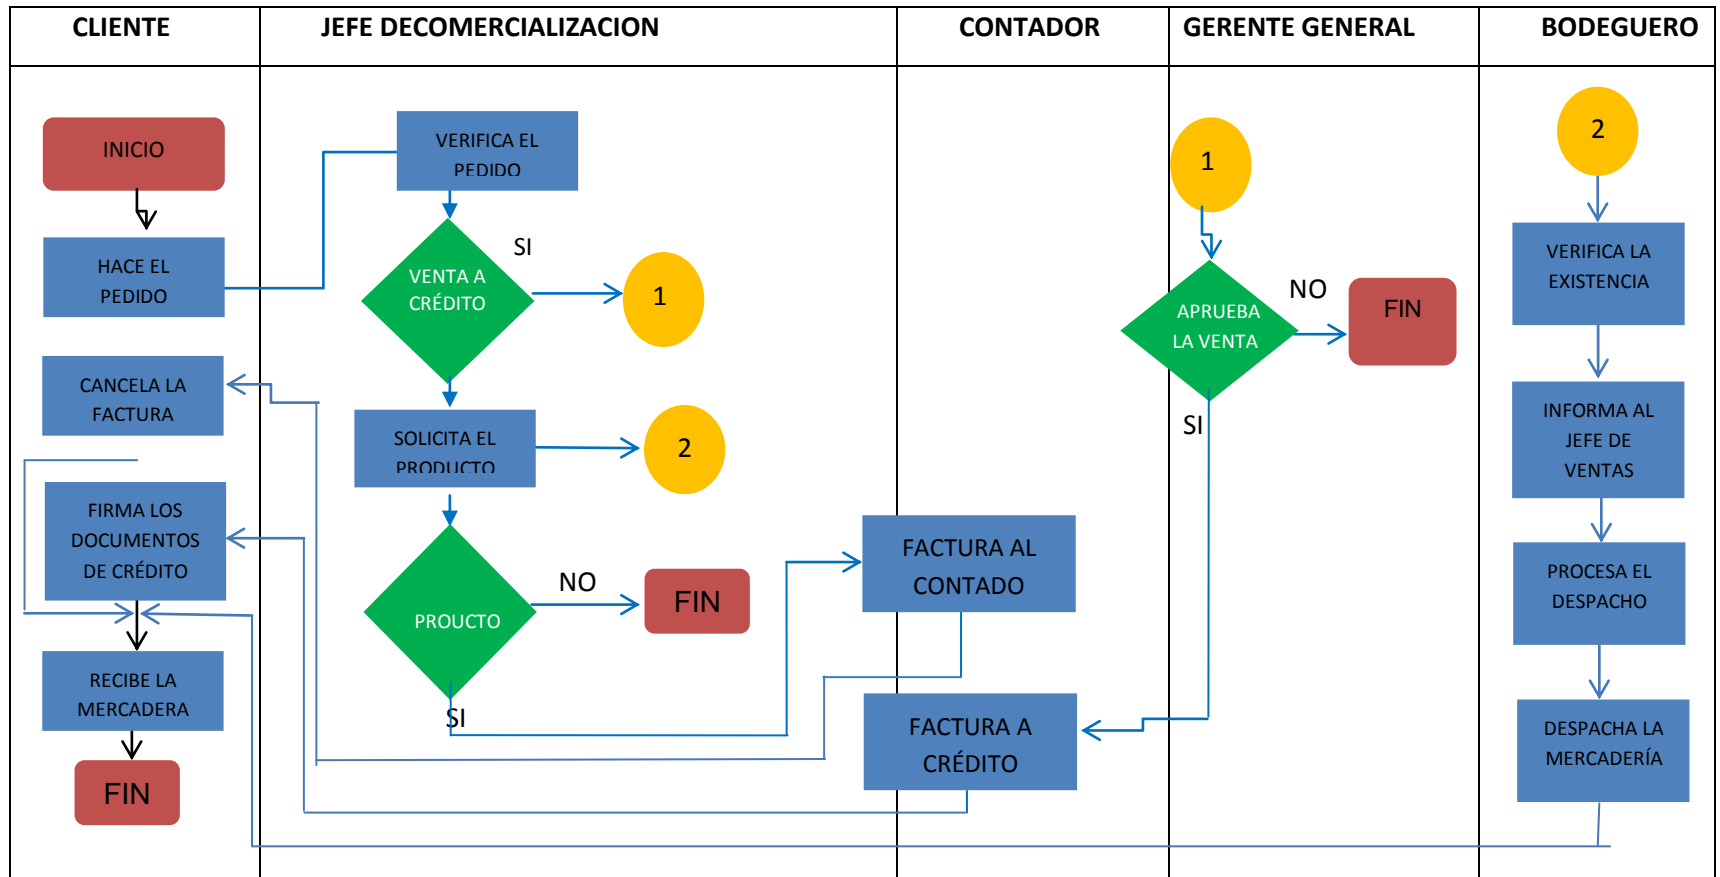 CLIENTE
JEFE DECOMERCIALIZACION
CONTADOR
GERENTE GENERAL
BODEGUERO
INICIO
HACE EL
PEDIDO
CANCELA LA
FACTURA
FIRMA LOS
DOCUMENTOS
DE CRÉDITO
RECIBE LA
MERCADERA
FIN
VERIFICA EL
PEDIDO
VENTA A
CRÉDITO
SI
1
SOLICITA EL
PRODUCTO
2
PROUCTO
NO
FIN
SI
FACTURA AL
CONTADO
FACTURA A
CRÉDITO
1
APRUEBA
LA VENTA
NO
FIN
SI
2
VERIFICA LA
EXISTENCIA
INFORMA AL
JEFE DE
VENTAS
PROCESA EL
DESPACHO
DESPACHA LA
MERCADERÍA